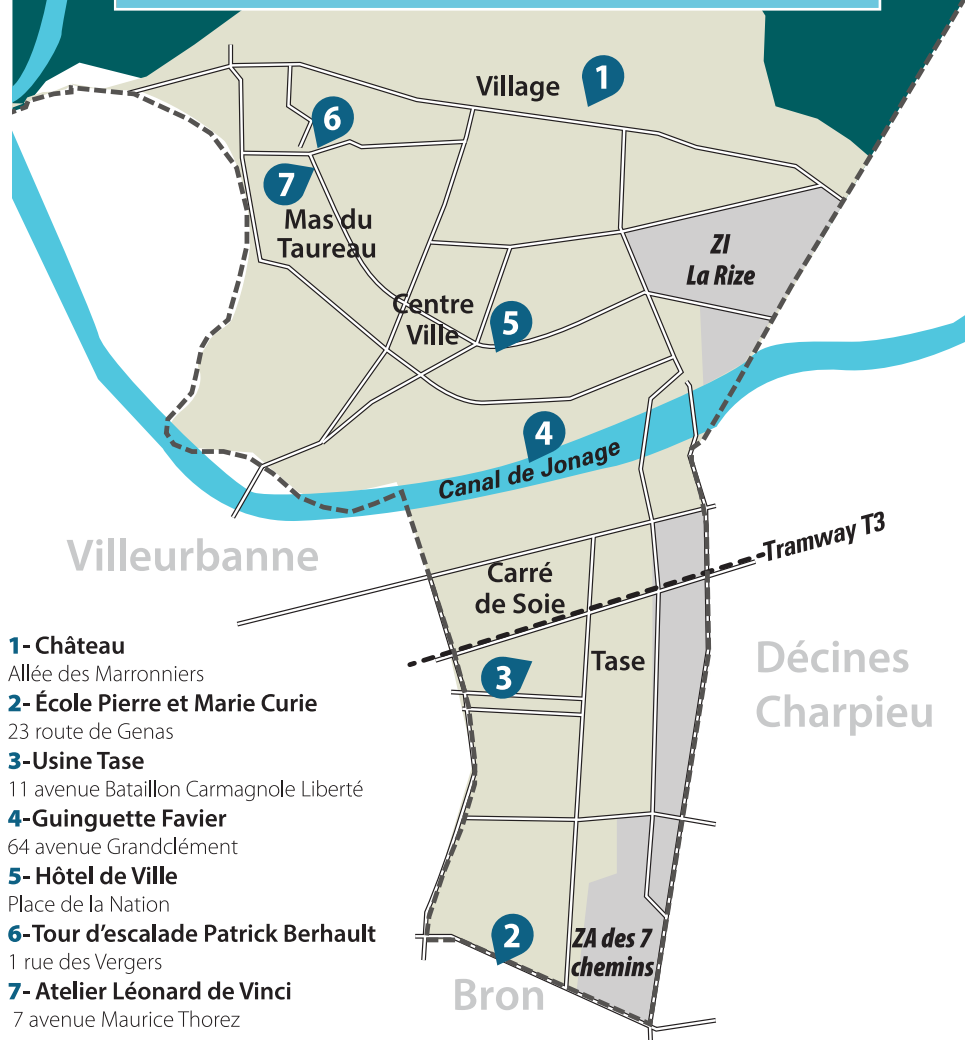 Village
1
6
7
Mas du
Taureau
ZI
La Rize
Centre
Ville
5
4
Canal de Jonage
Villeurbanne
Tramway T3
Carré
de Soie
Tase
3
Décines
Charpieu
1- Château
Allée des Marronniers
2- École Pierre et Marie Curie
23 route de Genas
3-Usine Tase
11 avenue Bataillon Carmagnole Liberté
4-Guinguette Favier
64 avenue Grandclément
5- Hôtel de Ville
Place de la Nation
6-Tour d'escalade Patrick Berhault
1 rue des Vergers
7- Atelier Léonard de Vinci
7 avenue Maurice Thorez
2
ZA des 7
chemins
Bron